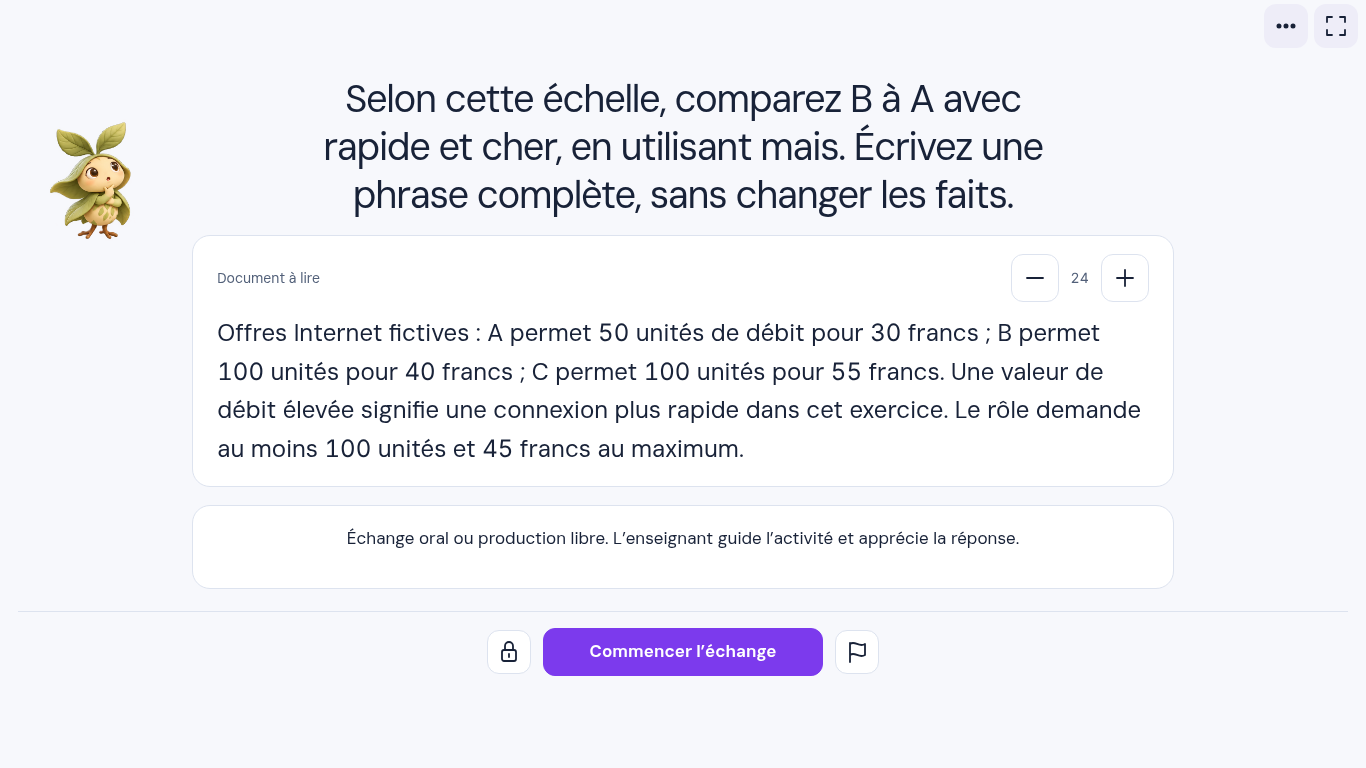 Selon cette échelle, comparez B à A avec
rapide et cher, en utilisant mais. Écrivez une
phrase complète, sans changer les faits.
Document à lire
24
Offres Internet fictives : A permet 50 unités de débit pour 30 francs ; B permet
100 unités pour 40 francs ; C permet 100 unités pour 55 francs. Une valeur de
débit élevée signifie une connexion plus rapide dans cet exercice. Le rôle demande
au moins 100 unités et 45 francs au maximum.
Échange oral ou production libre. L’enseignant guide l’activité et apprécie la réponse.
Commencer l’échange